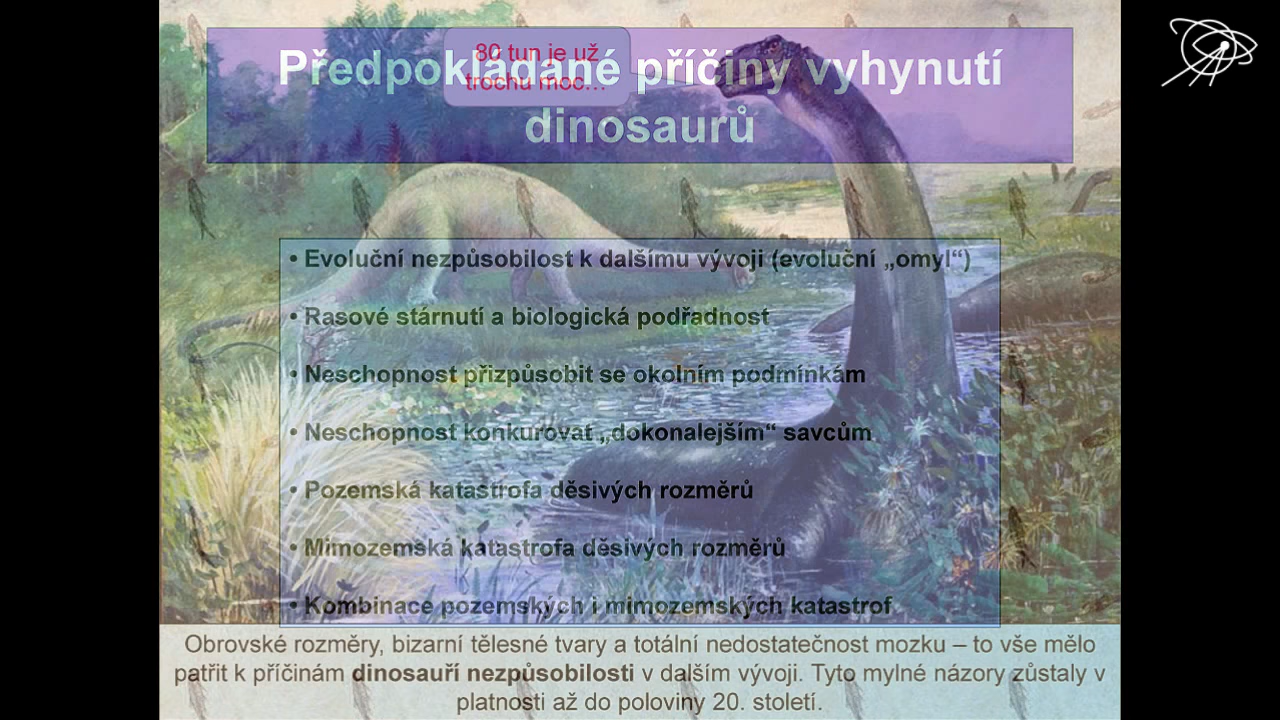 80 tun je už
trochu moc...
Předpokládané příčiny vyhynutí
dinosaurů
• Evoluční nezpůsobilost k dalšímu vývoji (evoluční „omyl“)
• Rasové stárnutí a biologická podřadnost
• Neschopnost přizpůsobit se okolním podmínkám
• Neschopnost konkurovat „dokonalejším“ savcům
• Pozemská katastrofa děsivých rozměrů
• Mimozemská katastrofa děsivých rozměrů
• Kombinace pozemských i mimozemských katastrof
Obrovské rozměry, bizarní tělesné tvary a totální nedostatečnost mozku – to vše mělo
patřit k příčinám dinosauří nezpůsobilosti v dalším vývoji. Tyto mylné názory zůstaly v
platnosti až do poloviny 20. století.